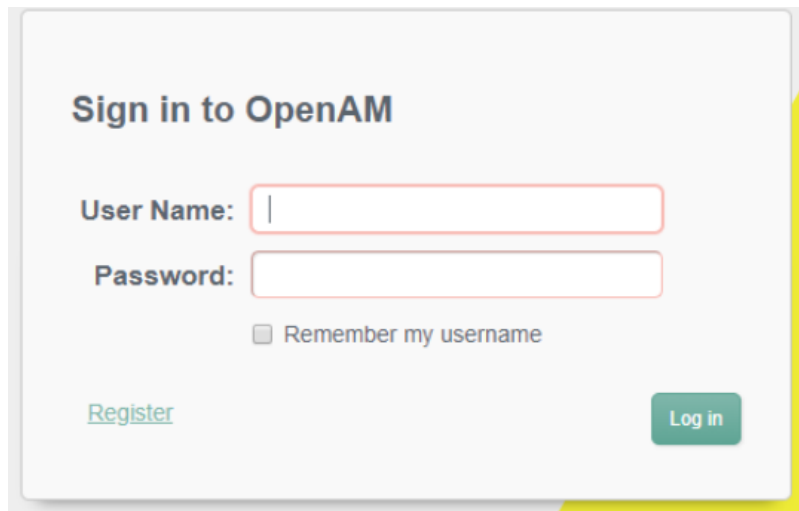 Sign in to OpenAM
User Name:
Password:
Remember my username
Register
Log in